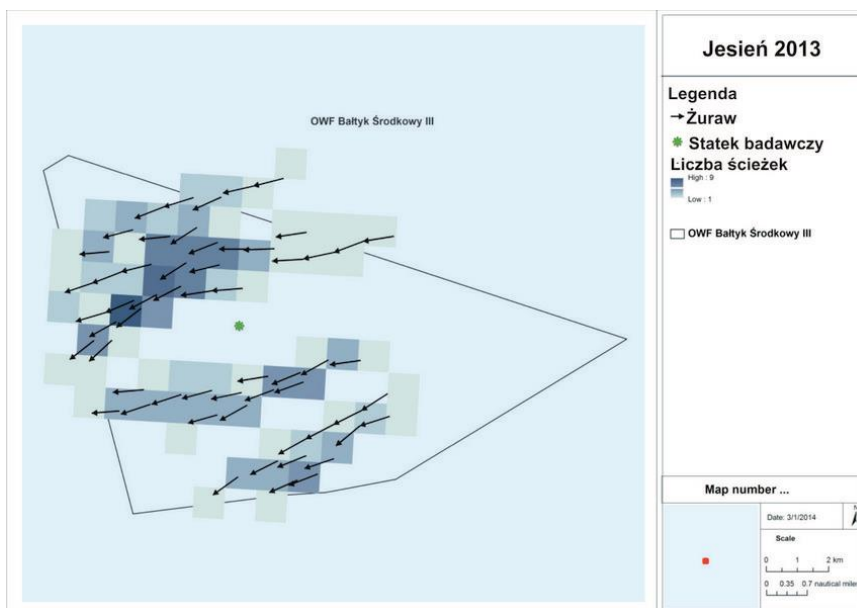 OWF Bałtyk Środkowy III
Jesień 2013
Legenda
Żuraw
Statek badawczy
Liczba ścieżek
High : 9
Low : 1
OWF Bałtyk Środkowy III
Map number ...
Date: 3/1/2014
N
Scale
0 1 2 km
0 0.35 0.7 nautical miles